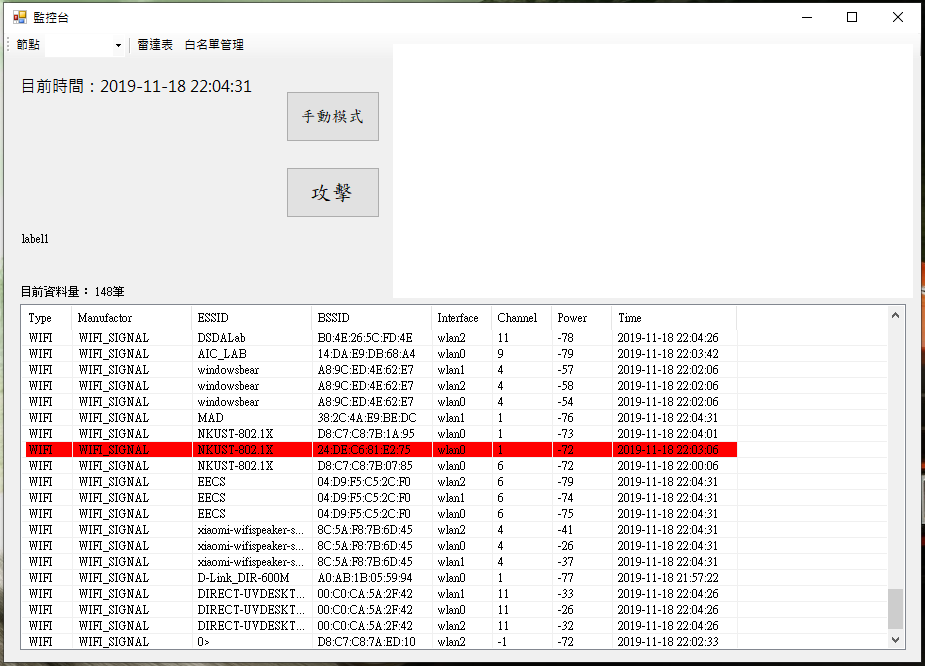 監控台
節點 雷達表 白名單管理
目前時間：2019-11-18 22:04:31
手動模式
攻擊
label1
目前資料量： 148筆
Type Manufactor ESSID BSSID Interface Channel Power Time
WIFI WIFI_SIGNAL DSDALab B0:4E:26:5C:FD:4E wlan2 11 -78 2019-11-18 22:04:26
WIFI WIFI_SIGNAL AIC_LAB 14:DA:E9:DB:68:A4 wlan0 9 -79 2019-11-18 22:03:42
WIFI WIFI_SIGNAL windowsbear A8:9C:ED:4E:62:E7 wlan1 4 -57 2019-11-18 22:02:06
WIFI WIFI_SIGNAL windowsbear A8:9C:ED:4E:62:E7 wlan2 4 -58 2019-11-18 22:02:06
WIFI WIFI_SIGNAL windowsbear A8:9C:ED:4E:62:E7 wlan0 4 -54 2019-11-18 22:02:06
WIFI WIFI_SIGNAL MAD 38:2C:4A:E9:BE:DC wlan1 1 -76 2019-11-18 22:04:31
WIFI WIFI_SIGNAL NKUST-802.1X D8:C7:C8:7B:1A:95 wlan0 1 -73 2019-11-18 22:04:01
WIFI WIFI_SIGNAL NKUST-802.1X 24:DE:C6:81:E2:75 wlan0 1 -72 2019-11-18 22:03:06
WIFI WIFI_SIGNAL NKUST-802.1X D8:C7:C8:7B:07:85 wlan0 6 -72 2019-11-18 22:00:06
WIFI WIFI_SIGNAL EECS 04:D9:F5:C5:2C:F0 wlan2 6 -79 2019-11-18 22:04:31
WIFI WIFI_SIGNAL EECS 04:D9:F5:C5:2C:F0 wlan1 6 -74 2019-11-18 22:04:31
WIFI WIFI_SIGNAL EECS 04:D9:F5:C5:2C:F0 wlan0 6 -75 2019-11-18 22:04:31
WIFI WIFI_SIGNAL xiaomi-wifispeaker-s... 8C:5A:F8:7B:6D:45 wlan2 4 -41 2019-11-18 22:04:31
WIFI WIFI_SIGNAL xiaomi-wifispeaker-s... 8C:5A:F8:7B:6D:45 wlan0 4 -26 2019-11-18 22:04:31
WIFI WIFI_SIGNAL xiaomi-wifispeaker-s... 8C:5A:F8:7B:6D:45 wlan1 4 -37 2019-11-18 22:04:31
WIFI WIFI_SIGNAL D-Link_DIR-600M A0:AB:1B:05:59:94 wlan0 1 -77 2019-11-18 21:57:22
WIFI WIFI_SIGNAL DIRECT-UVDESKT... 00:C0:CA:5A:2F:42 wlan1 11 -33 2019-11-18 22:04:26
WIFI WIFI_SIGNAL DIRECT-UVDESKT... 00:C0:CA:5A:2F:42 wlan0 11 -26 2019-11-18 22:04:26
WIFI WIFI_SIGNAL DIRECT-UVDESKT... 00:C0:CA:5A:2F:42 wlan2 11 -32 2019-11-18 22:04:26
WIFI WIFI_SIGNAL 0> D8:C7:C8:7A:ED:10 wlan2 -1 -72 2019-11-18 22:02:33